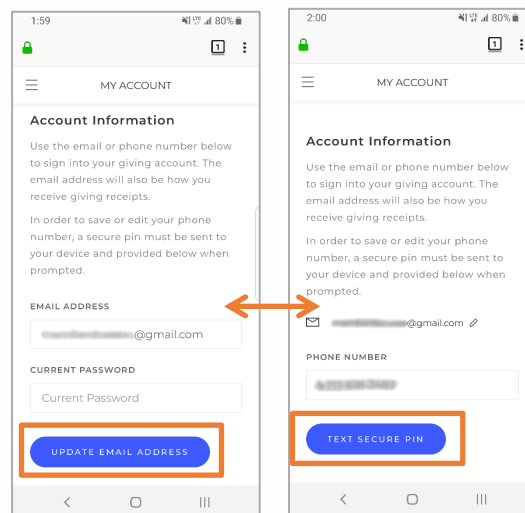 1:59
LTE
80%
1
MY ACCOUNT
Account Information
Use the email or phone number below
to sign into your giving account. The
email address will also be how you
receive giving receipts.
In order to save or edit your phone
number, a secure pin must be sent to
your device and provided below when
prompted.
EMAIL ADDRESS
@gmail.com
CURRENT PASSWORD
Current Password
UPDATE EMAIL ADDRESS
2:00
LTE
80%
1
MY ACCOUNT
Account Information
Use the email or phone number below
to sign into your giving account. The
email address will also be how you
receive giving receipts.
In order to save or edit your phone
number, a secure pin must be sent to
your device and provided below when
prompted.
@gmail.com
PHONE NUMBER
TEXT SECURE PIN